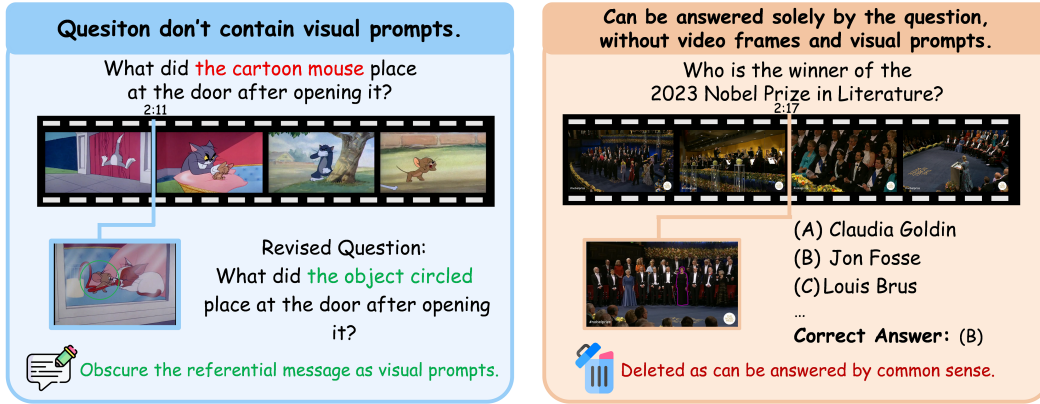 Quesiton don't contain visual prompts.
What did the cartoon mouse place
at the door after opening it?
2:11
Revised Question:
What did the object circled
place at the door after opening
it?
Obscure the referential message as visual prompts.
Can be answered solely by the question,
without video frames and visual prompts.
Who is the winner of the
2023 Nobel Prize in Literature?
2:17
(A) Claudia Goldin
(B) Jon Fosse
(C) Louis Brus
...
Correct Answer: (B)
Deleted as can be answered by common sense.